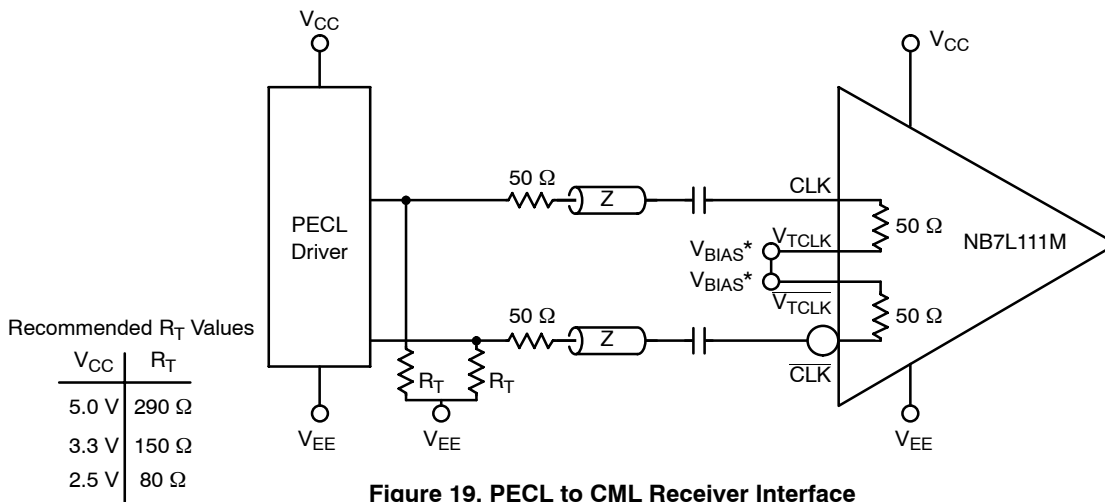 VCC
VCC
50 Ω
Z
CLK
PECL
Driver
50 Ω
NB7L111M
VBIAS*
VTCLK
VBIAS*
VTCLK
50 Ω
Z
50 Ω
CLK
RT
RT
VEE
VEE
VEE
Recommended RT Values
VCC RT
5.0 V 290 Ω
3.3 V 150 Ω
2.5 V 80 Ω
Figure 19. PECL to CML Receiver Interface